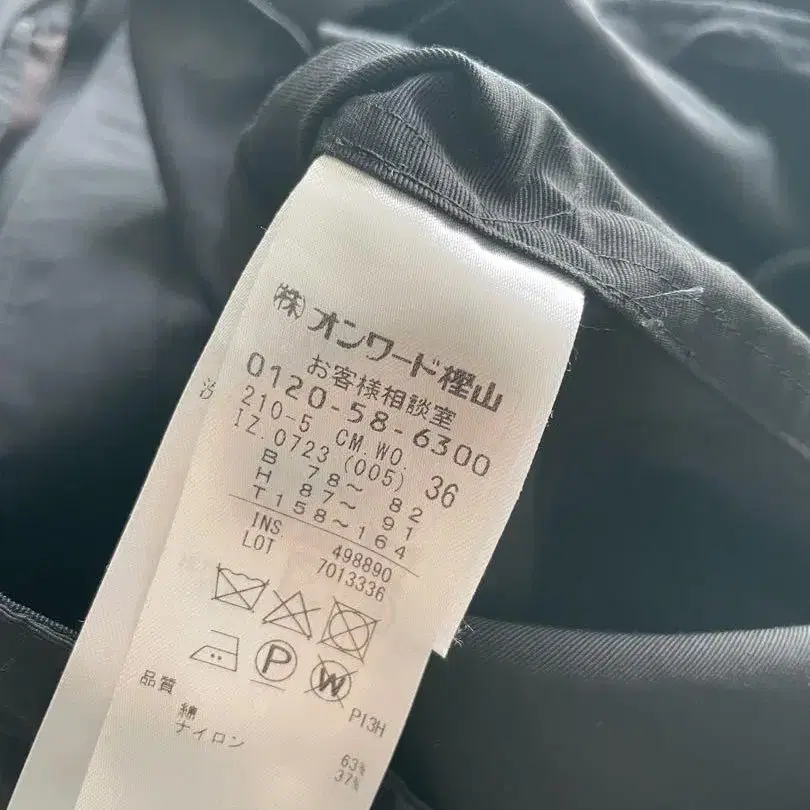 (株)オンワード樫山
お客様相談室
0120-58-6300
210-5 CM.WO. 36
IZ.0723 (005)
B 78~ 82
H 87~ 91
T158~164
INS 498890
LOT 7013336
P
W
PI3H
品質
綿 63%
ナイロン 37%